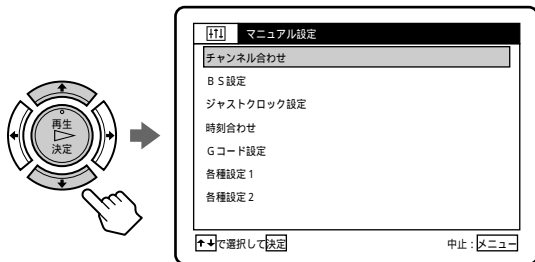 再生
決定
マニュアル設定
チャンネル合わせ
ＢＳ設定
ジャストクロック設定
時刻合わせ
Ｇコード設定
各種設定１
各種設定２
↑↓で選択して決定
中止：メニュー